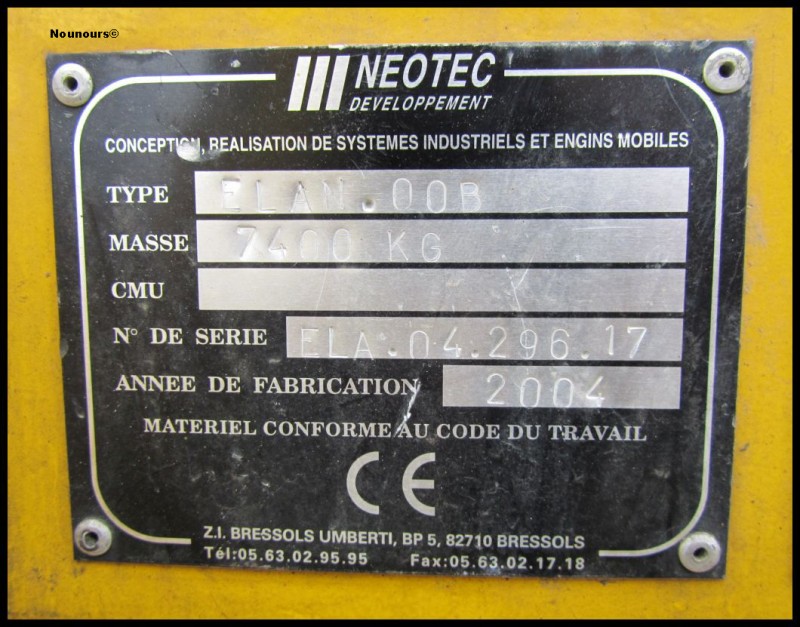 Nounours©
NEOTEC
DEVELOPPEMENT
CONCEPTION, REALISATION DE SYSTEMES INDUSTRIELS ET ENGINS MOBILES
TYPE ELAN.00B
MASSE 7400 KG
CMU
N° DE SERIE ELA.04.296.17
ANNEE DE FABRICATION 2004
MATERIEL CONFORME AU CODE DU TRAVAIL
CE
Z.I. BRESSOLS UMBERTI, BP 5, 82710 BRESSOLS
Tél:05.63.02.95.95 Fax:05.63.02.17.18